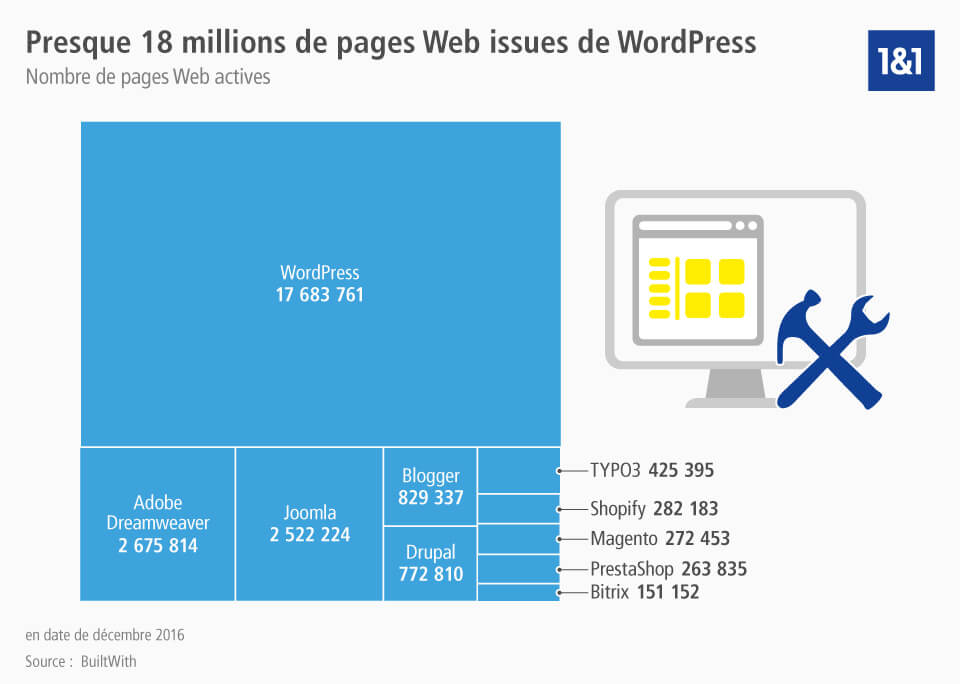 Presque 18 millions de pages Web issues de WordPress
Nombre de pages Web actives
1&1
WordPress
17 683 761
Adobe
Dreamweaver
2 675 814
Joomla
2 522 224
Blogger
829 337
Drupal
772 810
TYPO3 425 395
Shopify 282 183
Magento 272 453
PrestaShop 263 835
Bitrix 151 152
en date de décembre 2016
Source : BuiltWith